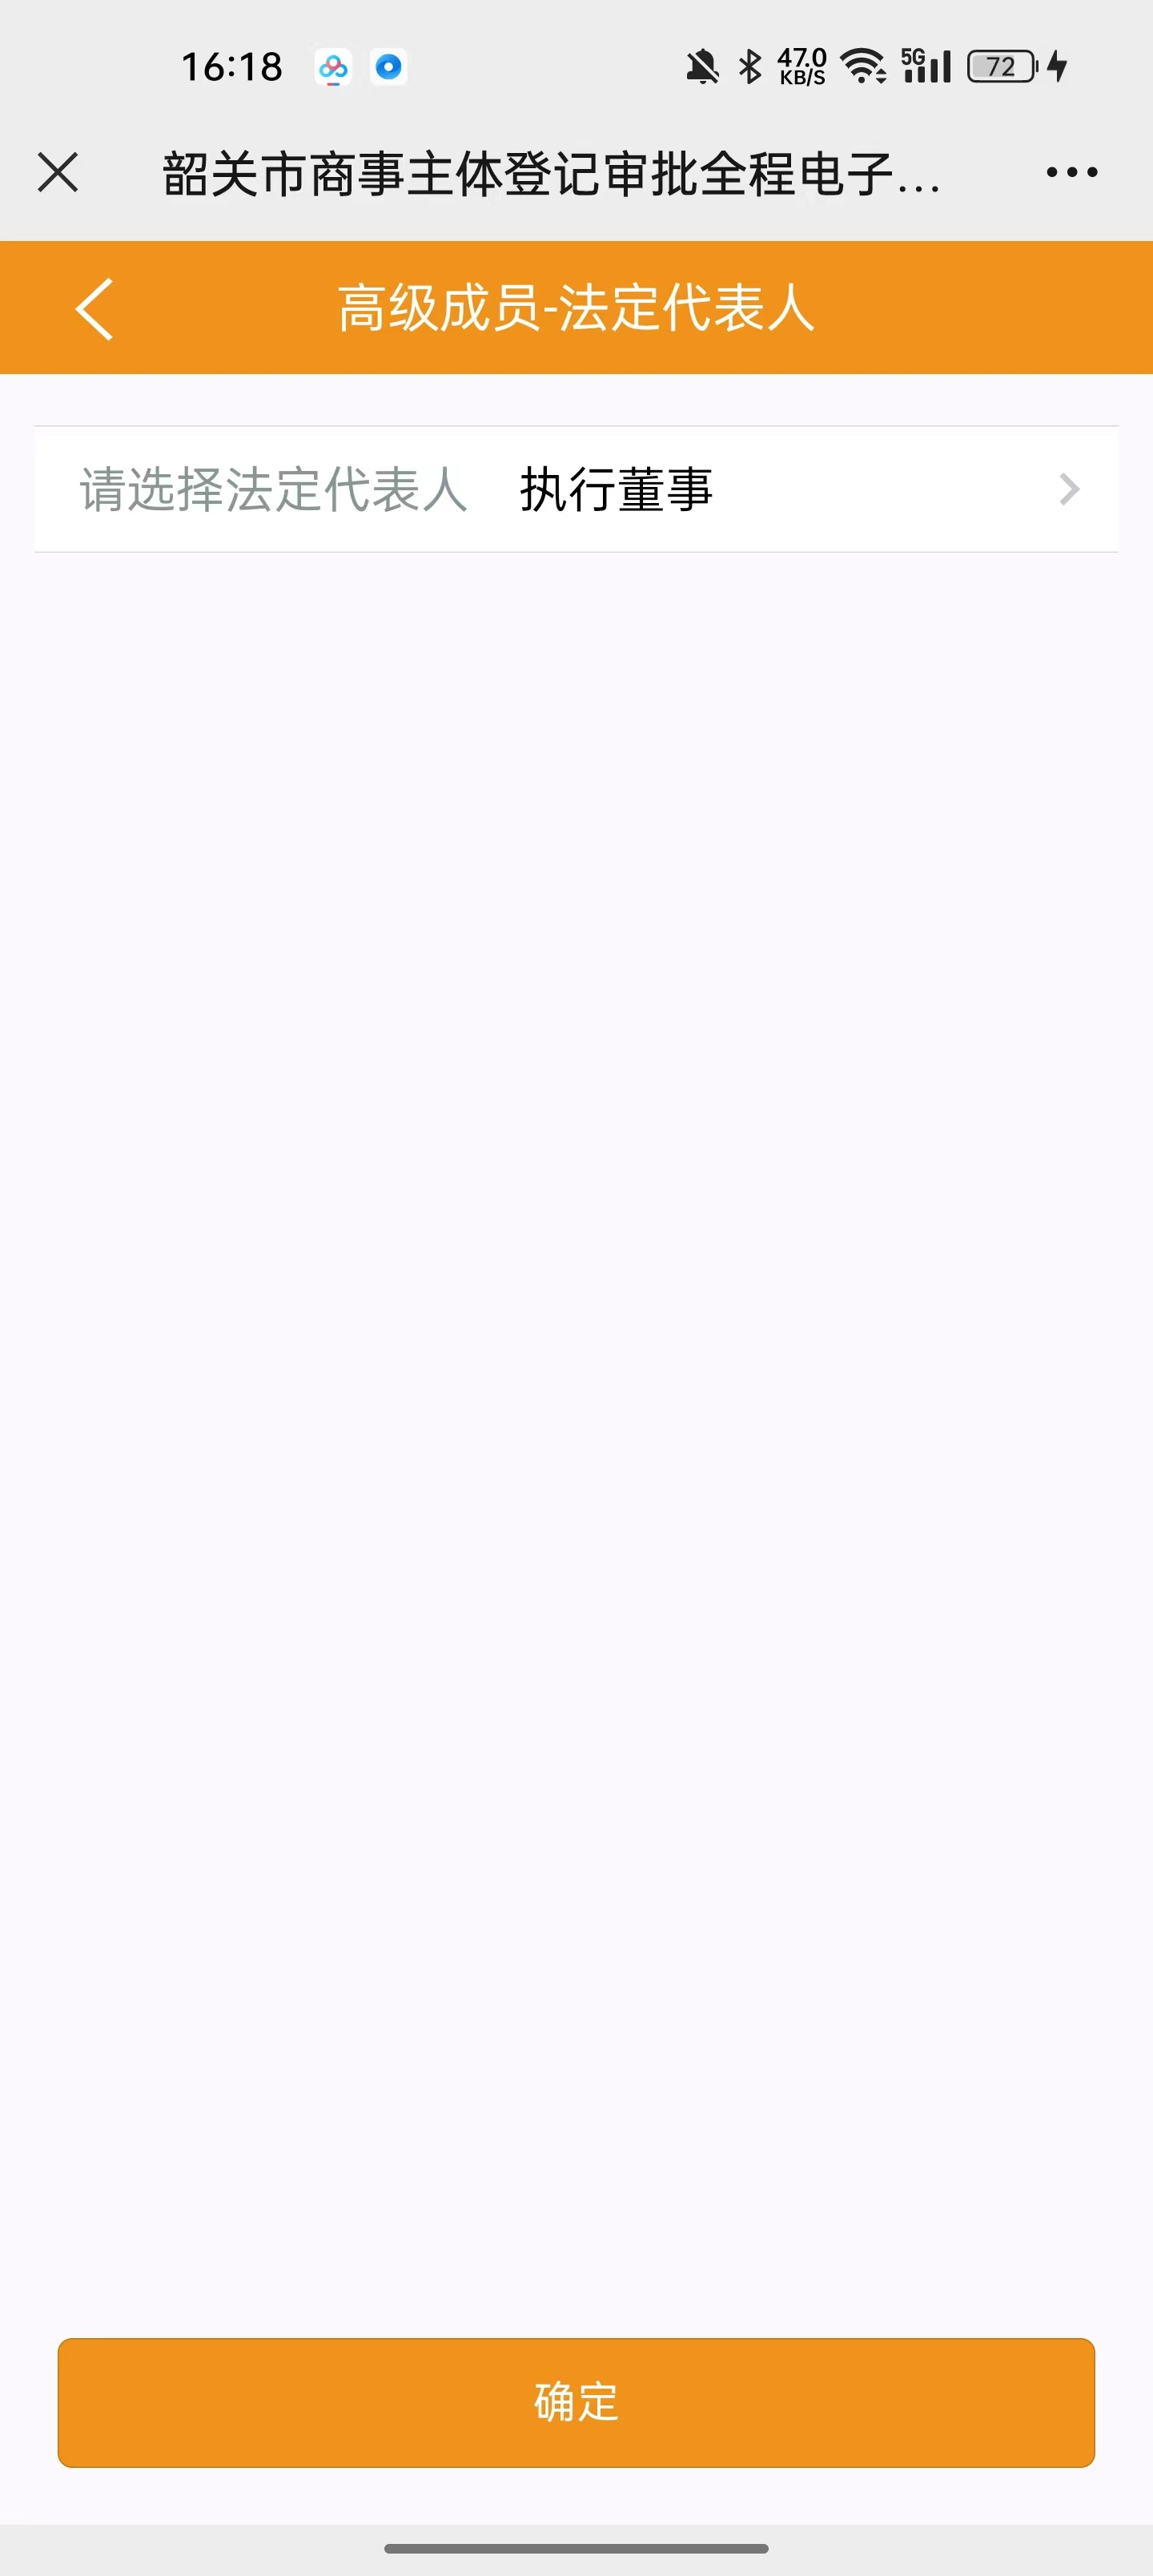 16:18
47.0
KB/S
5G
72
韶关市商事主体登记审批全程电子...
高级成员-法定代表人
请选择法定代表人 执行董事
确定